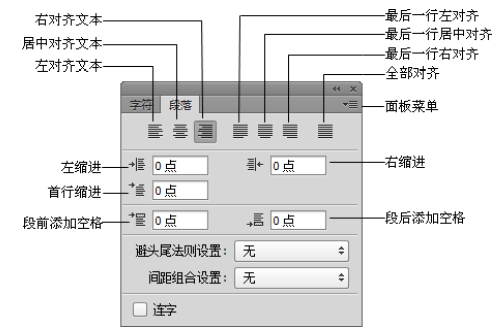 右对齐文本
最后一行左对齐
居中对齐文本
最后一行居中对齐
左对齐文本
最后一行右对齐
全部对齐
字符 段落
面板菜单
左缩进 0 点 0 点 右缩进
首行缩进 0 点
段前添加空格 0 点 0 点 段后添加空格
避头尾法则设置： 无
间距组合设置： 无
连字